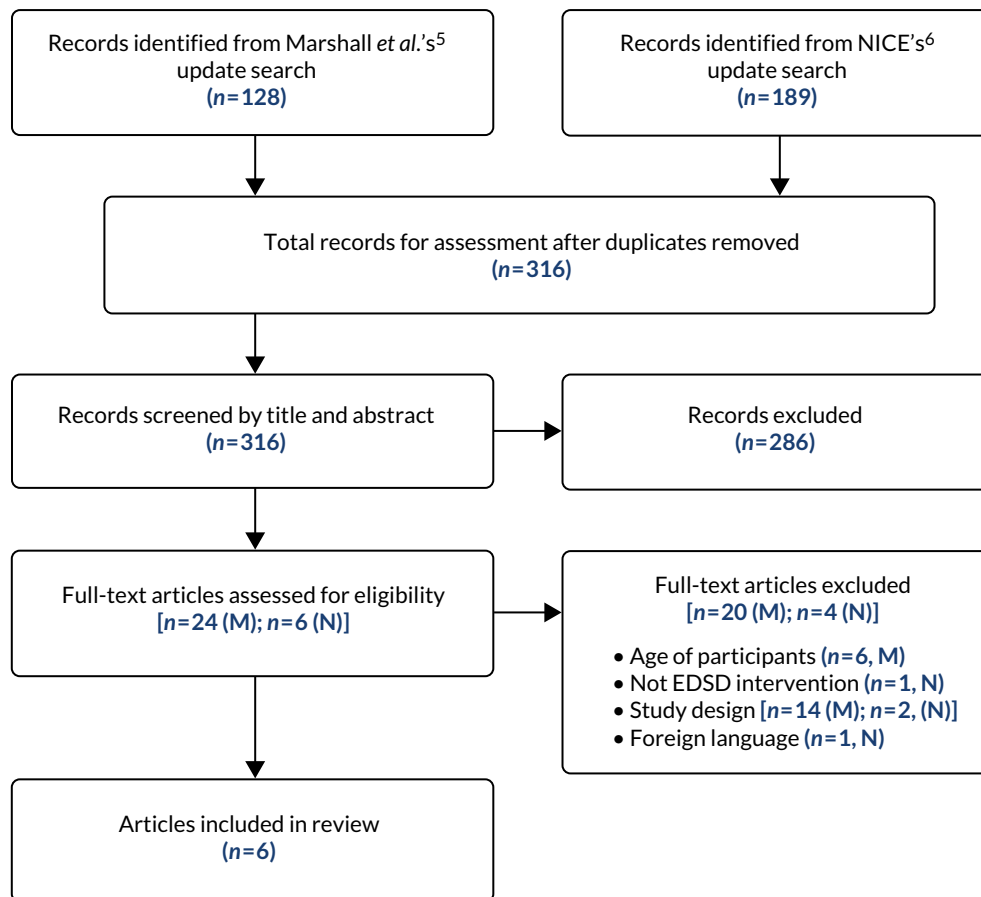 Records identified from Marshall et al.'s5
update search
(n=128)
Records identified from NICE's6
update search
(n=189)
Total records for assessment after duplicates removed
(n=316)
Records screened by title and abstract
(n=316)
Records excluded
(n=286)
Full-text articles assessed for eligibility
[n=24 (M); n=6 (N)]
Full-text articles excluded
[n=20 (M); n=4 (N)]
• Age of participants (n=6, M)
• Not EDSD intervention (n=1, N)
• Study design [n=14 (M); n=2, (N)]
• Foreign language (n=1, N)
Articles included in review
(n=6)